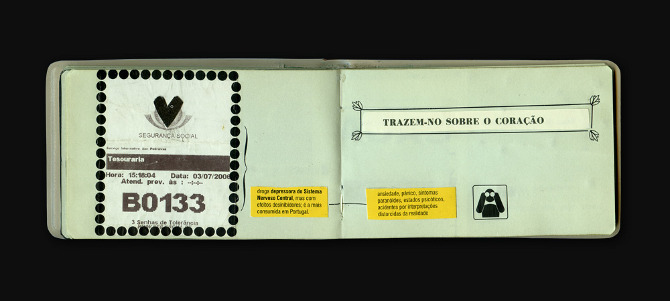 SEGURANÇA SOCIAL
Tesouraria
Hora: 15:18:04 Data: 03/07/2006
Atend. prev. às : -:-
B0133
3 Senhas de Tolerância
droga depressora do Sistema
Nervoso Central, mas com
efeitos desinibidores; é a mais
consumida em Portugal.
TRAZEM-NO SOBRE O CORAÇÃO
ansiedade, pânico, sintomas
paranóides, estados psicóticos,
acidentes por interpretações
distorcidas da realidade